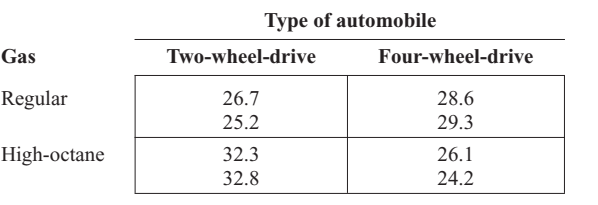 Type of automobile
Gas Two-wheel-drive Four-wheel-drive
Regular 26.7 28.6
25.2 29.3
High-octane 32.3 26.1
32.8 24.2